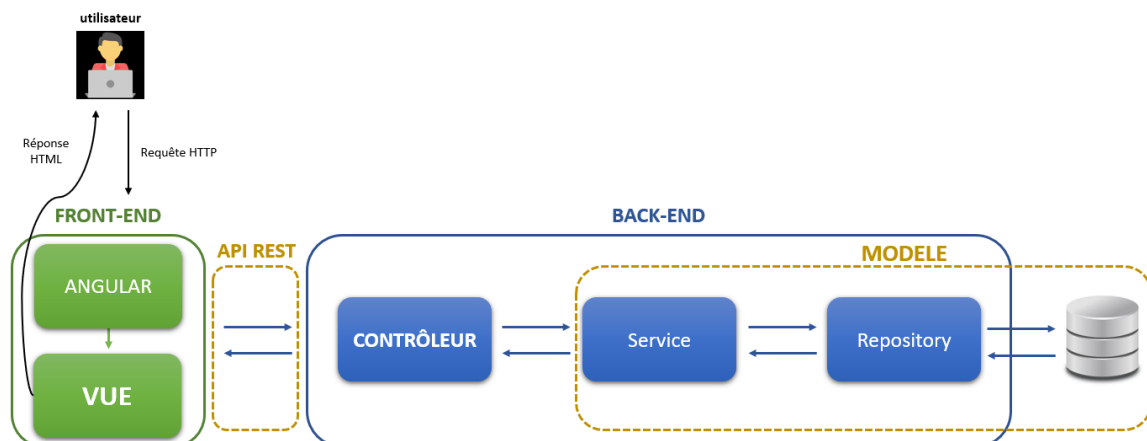 utilisateur
Réponse
HTML
Requête HTTP
FRONT-END
BACK-END
API REST
MODELE
ANGULAR
CONTRÔLEUR
Service
Repository
VUE